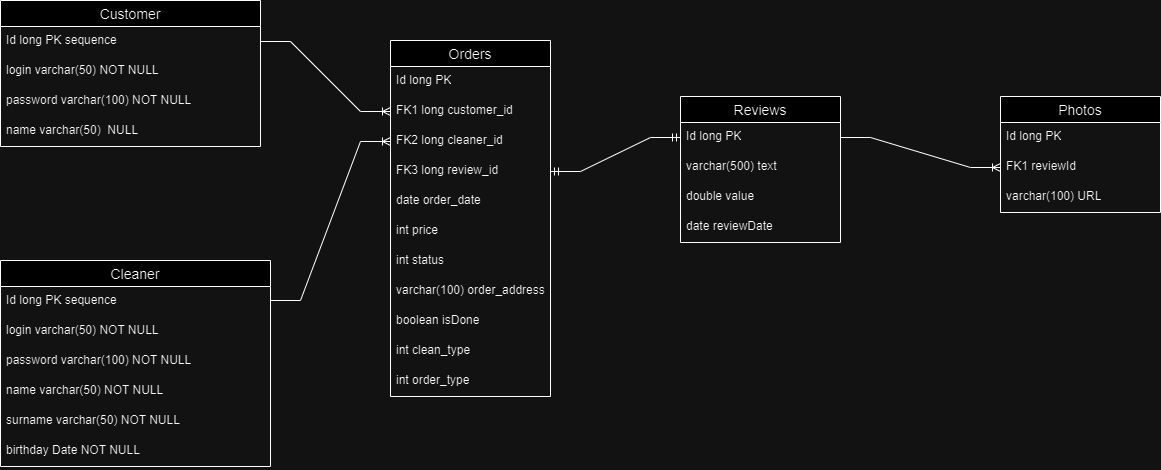 Customer
Id long PK sequence
login varchar(50) NOT NULL
password varchar(100) NOT NULL
name varchar(50)  NULL
Cleaner
Id long PK sequence
login varchar(50) NOT NULL
password varchar(100) NOT NULL
name varchar(50) NOT NULL
surname varchar(50) NOT NULL
birthday Date NOT NULL
Orders
Id long PK
FK1 long customer_id
FK2 long cleaner_id
FK3 long review_id
date order_date
int price
int status
varchar(100) order_address
boolean isDone
int clean_type
int order_type
Reviews
Id long PK
varchar(500) text
double value
date reviewDate
Photos
Id long PK
FK1 reviewId
varchar(100) URL